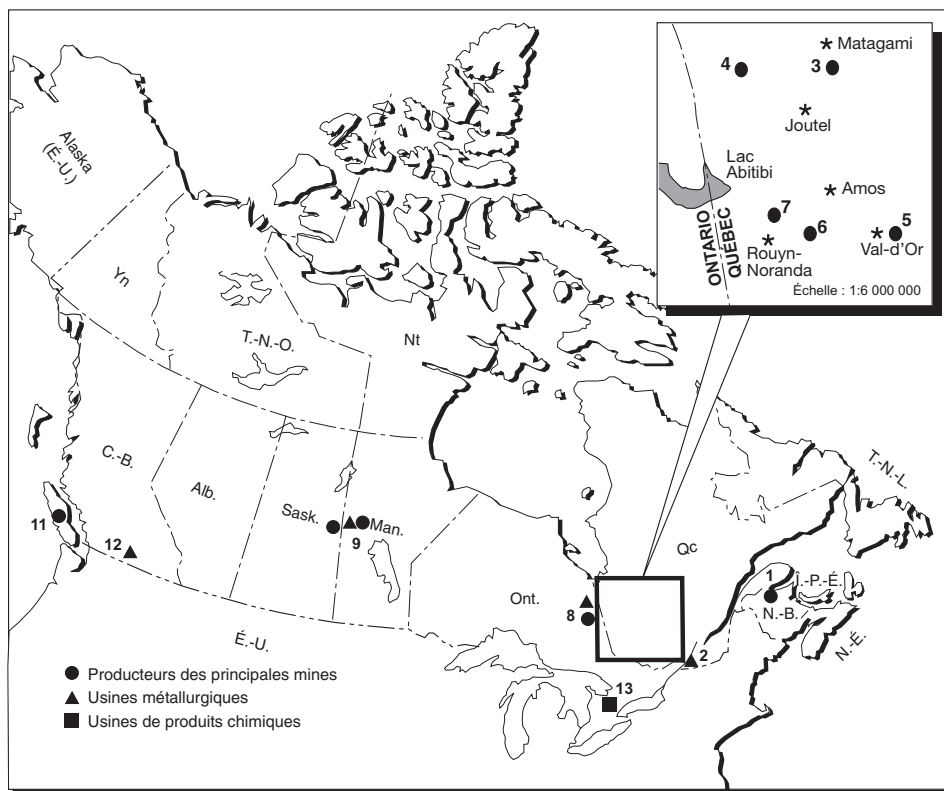 Matagami
4
3
Joutel
Lac
Abitibi
Amos
7
6
5
ONTARIO
QUÉBEC
Rouyn-
Noranda
Val-d'Or
Échelle : 1:6 000 000
Alaska
(É.-U.)
Yn
T.-N.-O.
Nt
C.-B.
Alb.
Sask.
Man.
9
11
12
T.-N.-L.
Qc
1
Î.-P.-É.
N.-B.
N.-É.
Ont.
8
2
É.-U.
13
Producteurs des principales mines
Usines métallurgiques
Usines de produits chimiques